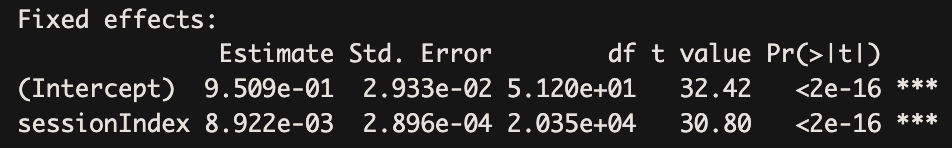 Fixed effects:
Estimate Std. Error df t value Pr(>|t|)
(Intercept) 9.509e-01 2.933e-02 5.120e+01 32.42 <2e-16 ***
sessionIndex 8.922e-03 2.896e-04 2.035e+04 30.80 <2e-16 ***